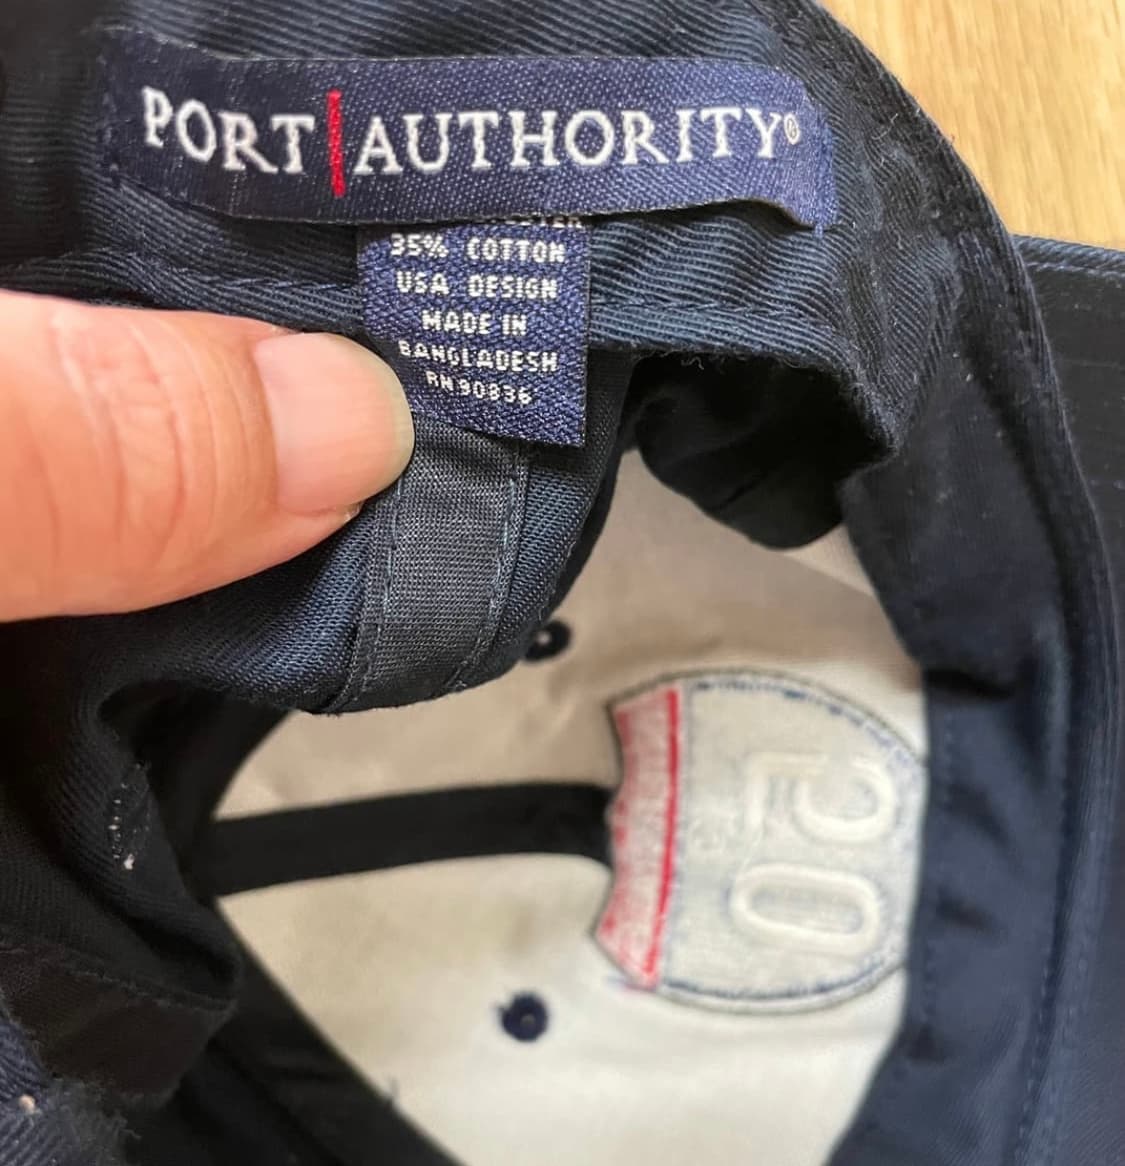 PORT|AUTHORITY®
35% COTTON
USA DESIGN
MADE IN
BANGLADESH
RN 90836